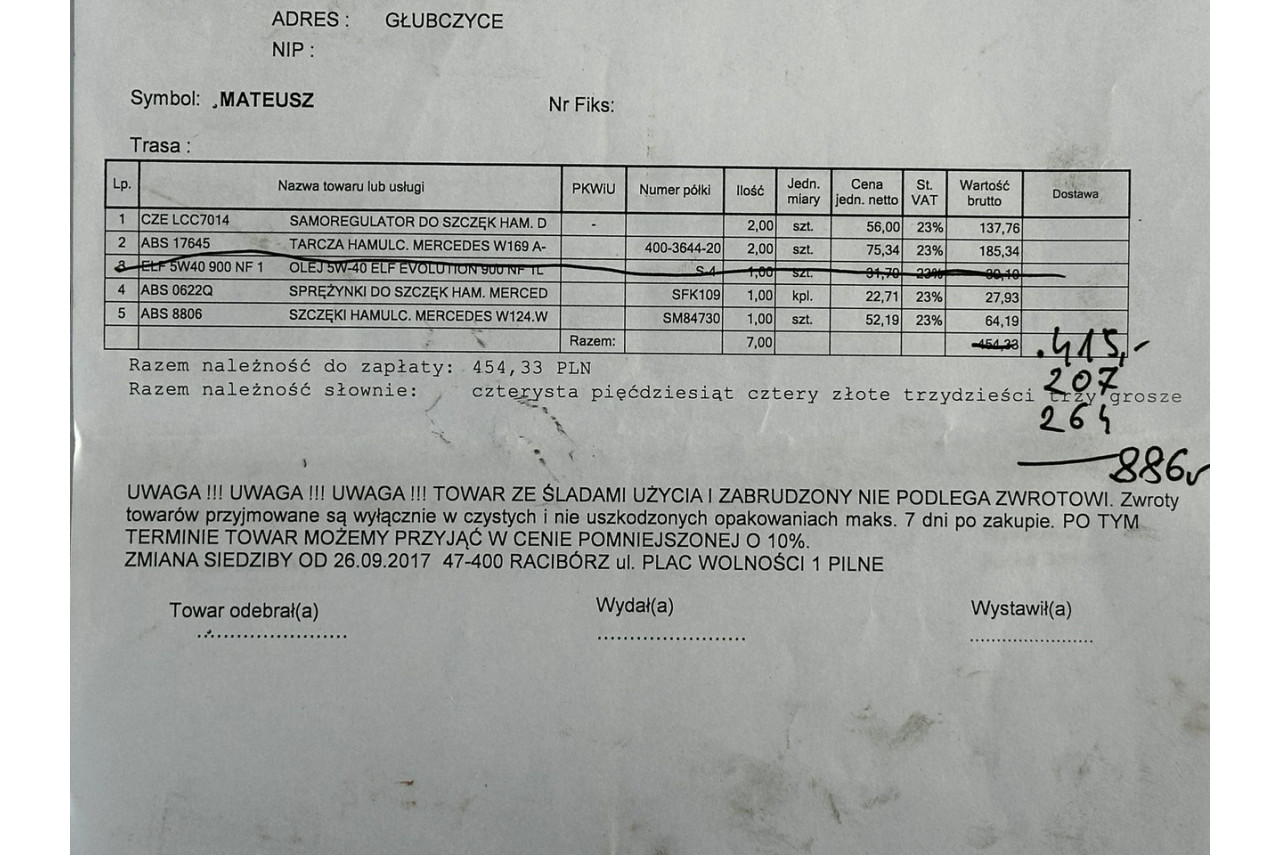 ADRES : GŁUBCZYCE
NIP :
Symbol: MATEUSZ Nr Fiks:
Trasa :
Lp. Nazwa towaru lub usługi PKWiU Numer półki Ilość Jedn. miary Cena jedn. netto St. VAT Wartość brutto Dostawa
1 CZE LCC7014 SAMOREGULATOR DO SZCZĘK HAM. D - 2,00 szt. 56,00 23% 137,76
2 ABS 17645 TARCZA HAMULC. MERCEDES W169 A- 400-3644-20 2,00 szt. 75,34 23% 185,34
3 ELF 5W40 900 NF 1 OLEJ 5W-40 ELF EVOLUTION 900 NF 1L S-4 1,00 szt. 31,79 23% 39,10
4 ABS 0622Q SPRĘŻYNKI DO SZCZĘK HAM. MERCED SFK109 1,00 kpl. 22,71 23% 27,93
5 ABS 8806 SZCZĘKI HAMULC. MERCEDES W124.W SM84730 1,00 szt. 52,19 23% 64,19
Razem: 7,00 454,33
415,-
Razem należność do zapłaty: 454,33 PLN
207
Razem należność słownie: czterysta pięćdziesiąt cztery złote trzydzieści trzy grosze
264
886
UWAGA !!! UWAGA !!! UWAGA !!! TOWAR ZE ŚLADAMI UŻYCIA I ZABRUDZONY NIE PODLEGA ZWROTOWI. Zwroty
towarów przyjmowane są wyłącznie w czystych i nie uszkodzonych opakowaniach maks. 7 dni po zakupie. PO TYM
TERMINIE TOWAR MOŻEMY PRZYJĄĆ W CENIE POMNIEJSZONEJ O 10%.
ZMIANA SIEDZIBY OD 26.09.2017 47-400 RACIBÓRZ ul. PLAC WOLNOŚCI 1 PILNE
Towar odebrał(a) Wydał(a) Wystawił(a)